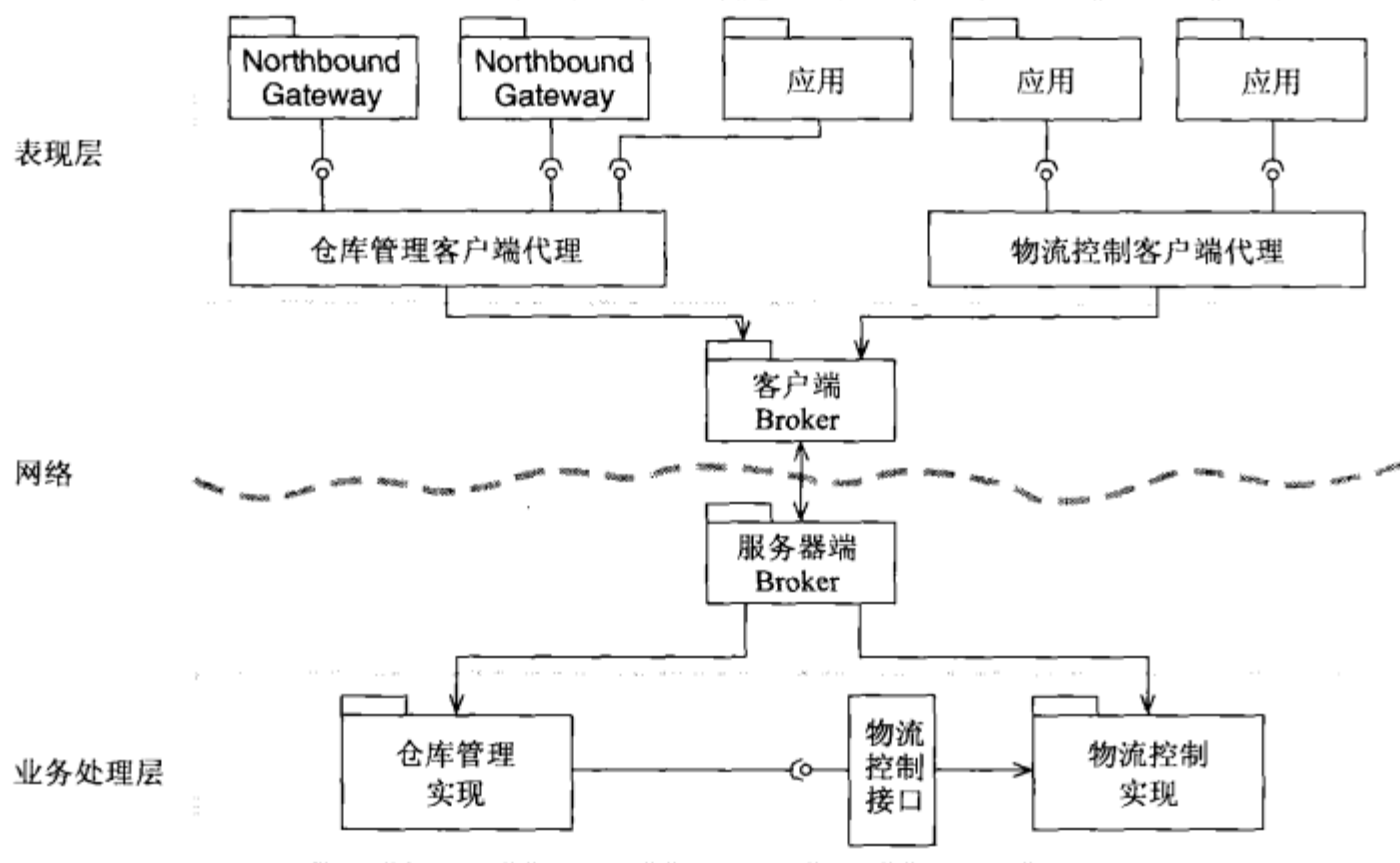 Northbound
Gateway
Northbound
Gateway
应用
应用
应用
表现层
仓库管理客户端代理
物流控制客户端代理
客户端
Broker
网络
服务器端
Broker
仓库管理
实现
物流
控制
接口
物流控制
实现
业务处理层